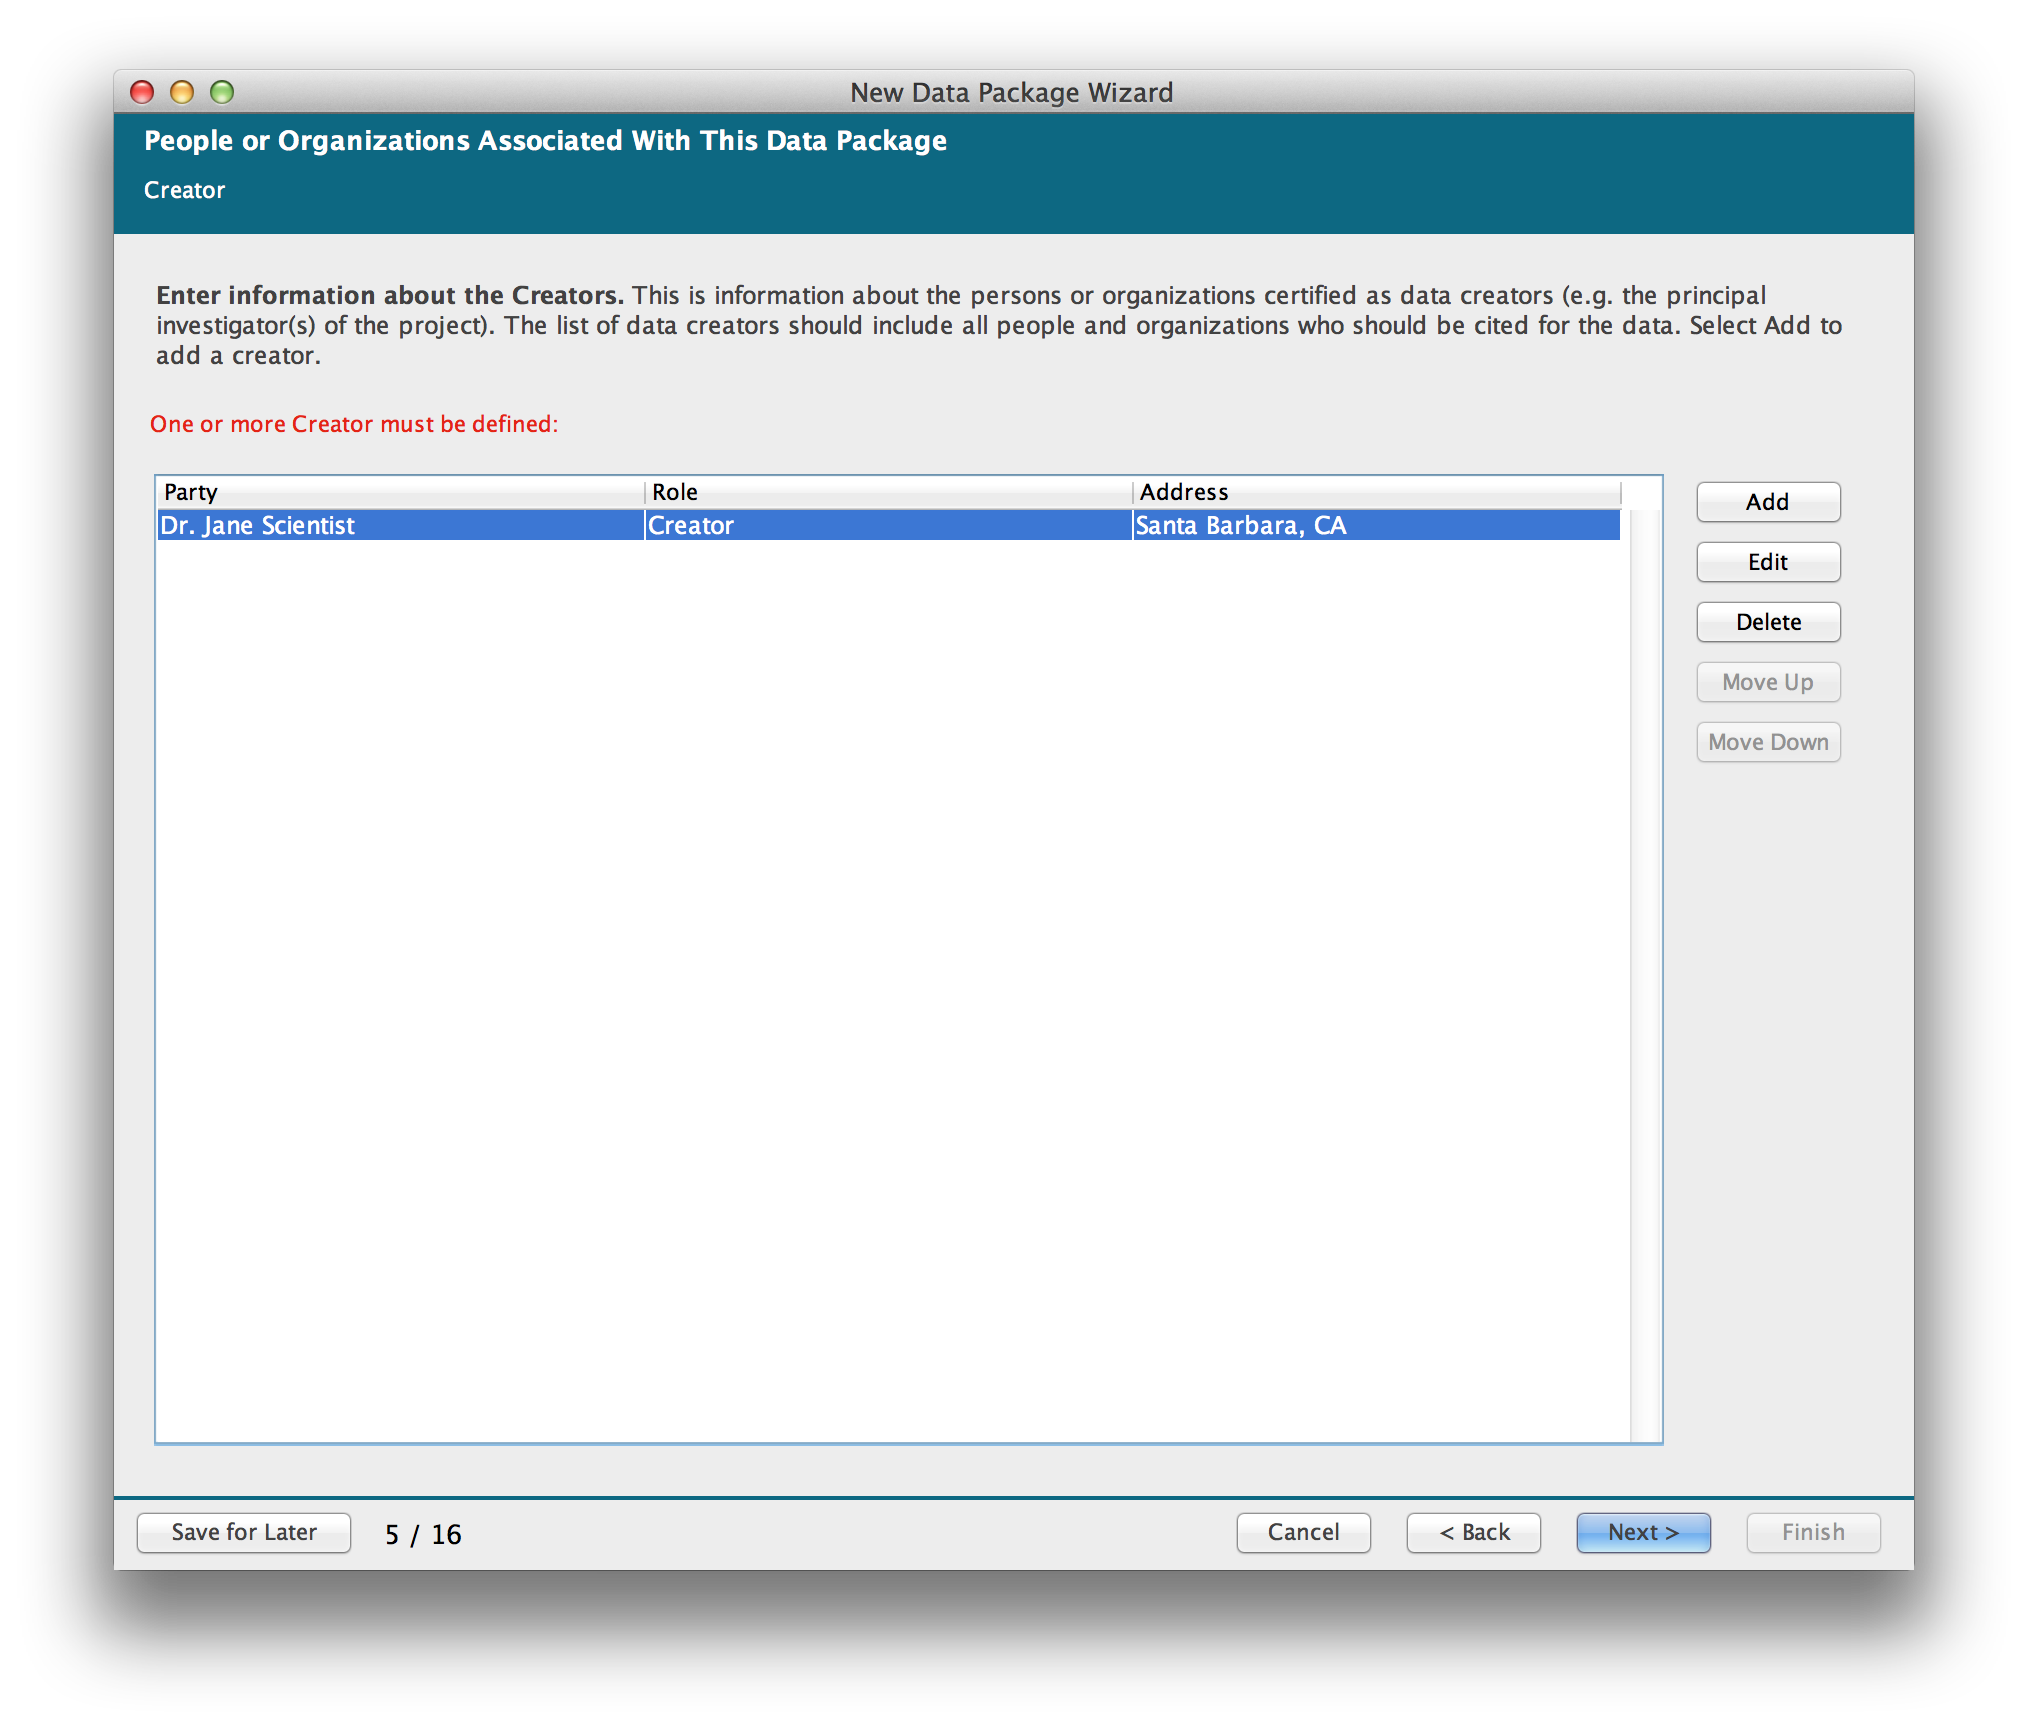 New Data Package Wizard
People or Organizations Associated With This Data Package
Creator
Enter information about the Creators. This is information about the persons or organizations certified as data creators (e.g. the principal
investigator(s) of the project). The list of data creators should include all people and organizations who should be cited for the data. Select Add to
add a creator.
One or more Creator must be defined:
Party Role Address
Dr. Jane Scientist Creator Santa Barbara, CA
Add
Edit
Delete
Move Up
Move Down
Save for Later 5 / 16 Cancel < Back Next > Finish